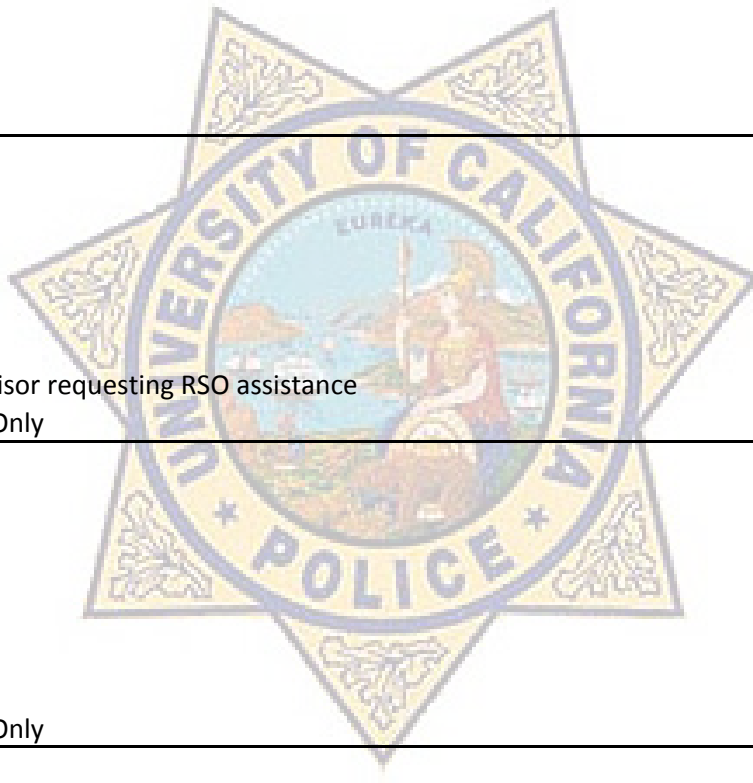 UNIVERSITY OF CALIFORNIA
EUREKA
isor requesting RSO assistance
Only
POLICE
Only